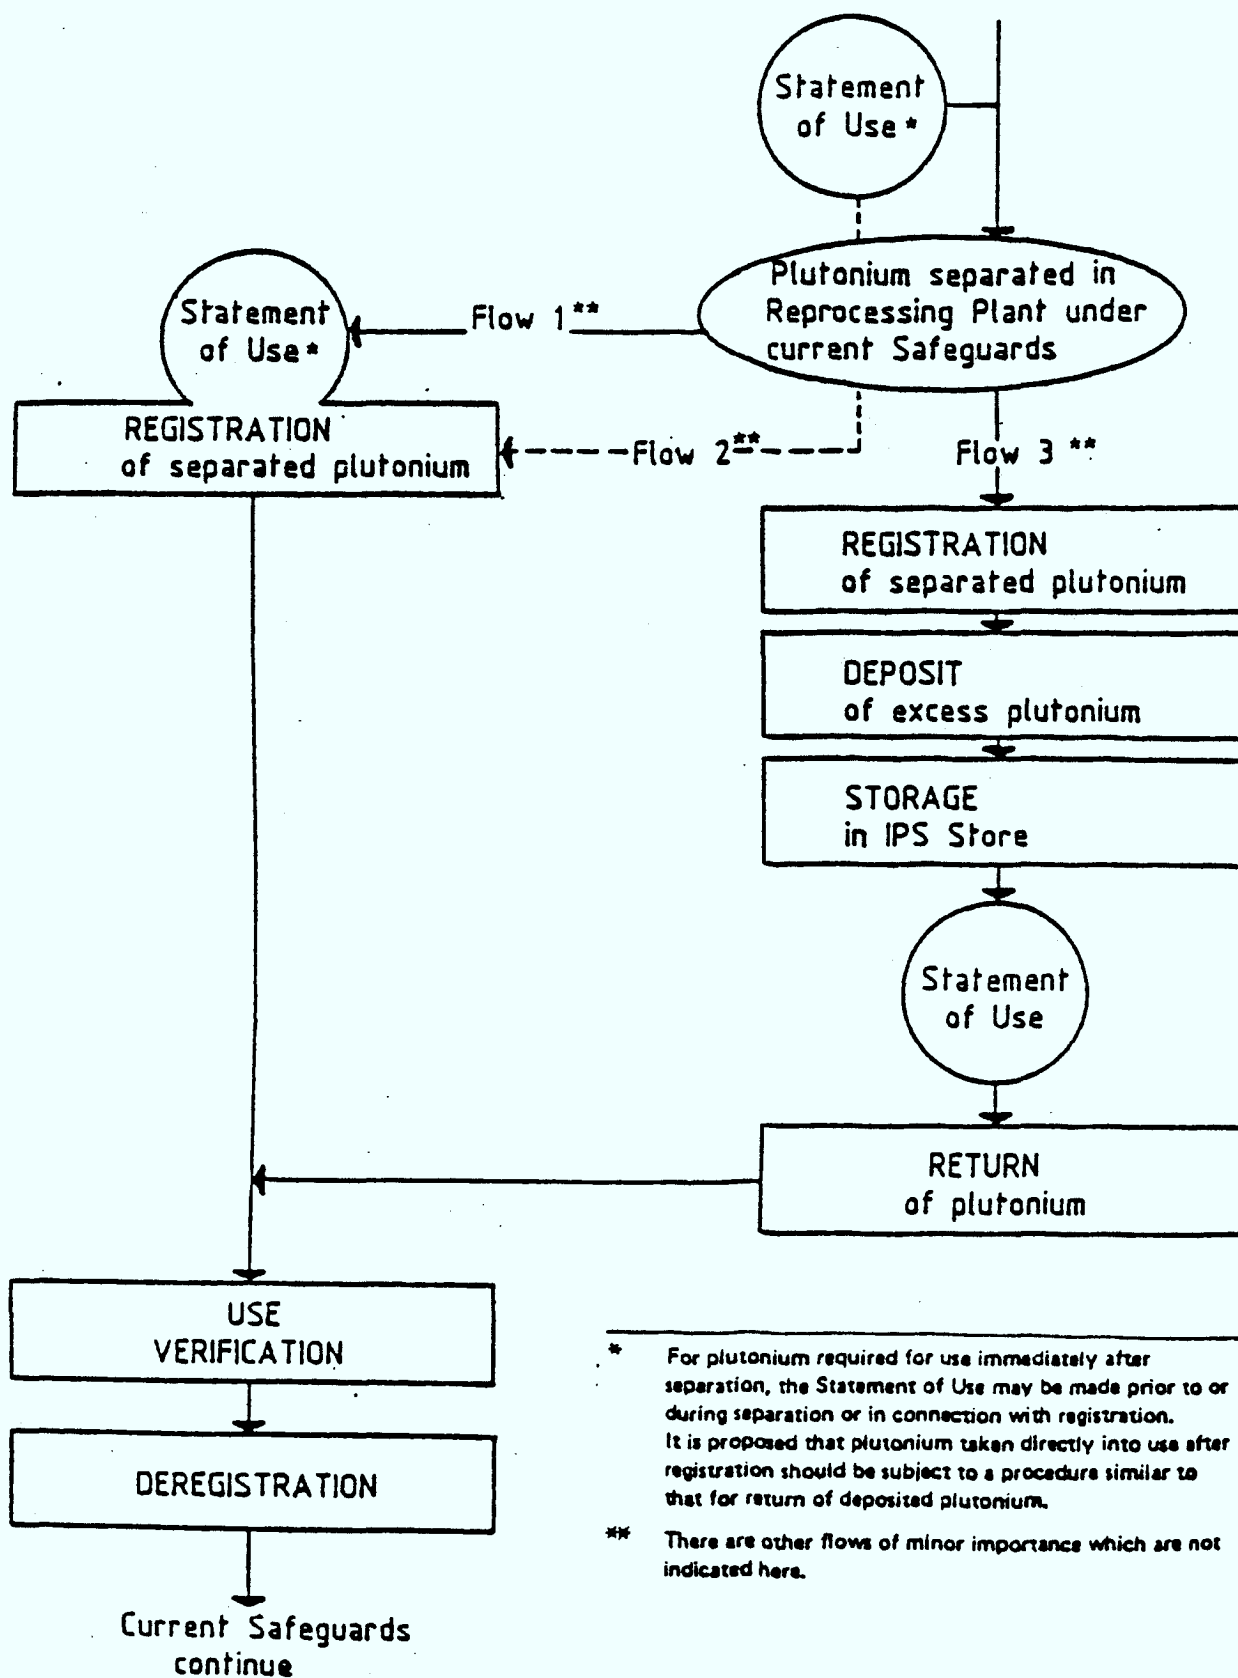 Statement
of Use*
Plutonium separated in
Reprocessing Plant under
current Safeguards
Statement
of Use*
Flow 1**
REGISTRATION
of separated plutonium
Flow 2**
Flow 3 **
REGISTRATION
of separated plutonium
DEPOSIT
of excess plutonium
STORAGE
in IPS Store
Statement
of Use
RETURN
of plutonium
USE
VERIFICATION
DEREGISTRATION
Current Safeguards
continue
* For plutonium required for use immediately after
separation, the Statement of Use may be made prior to or
during separation or in connection with registration.
It is proposed that plutonium taken directly into use after
registration should be subject to a procedure similar to
that for return of deposited plutonium.
** There are other flows of minor importance which are not
indicated here.